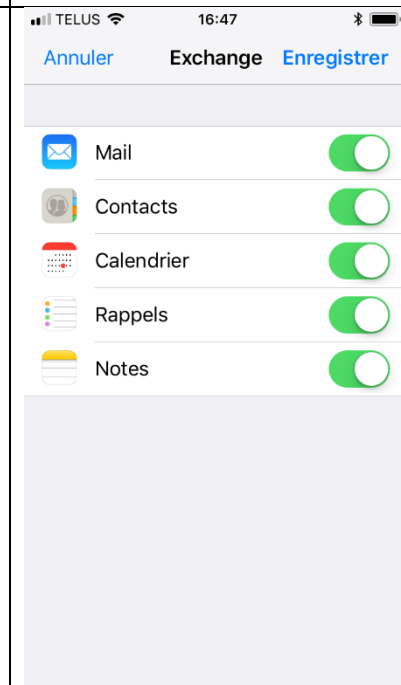 TELUS 16:47
Annuler Exchange Enregistrer
Mail
Contacts
Calendrier
Rappels
Notes